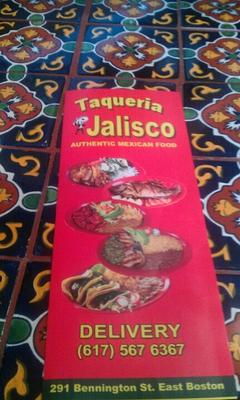 Taqueria
Jalisco
AUTHENTIC MEXICAN FOOD
DELIVERY
(617) 567 6367
291 Bennington St. East Boston